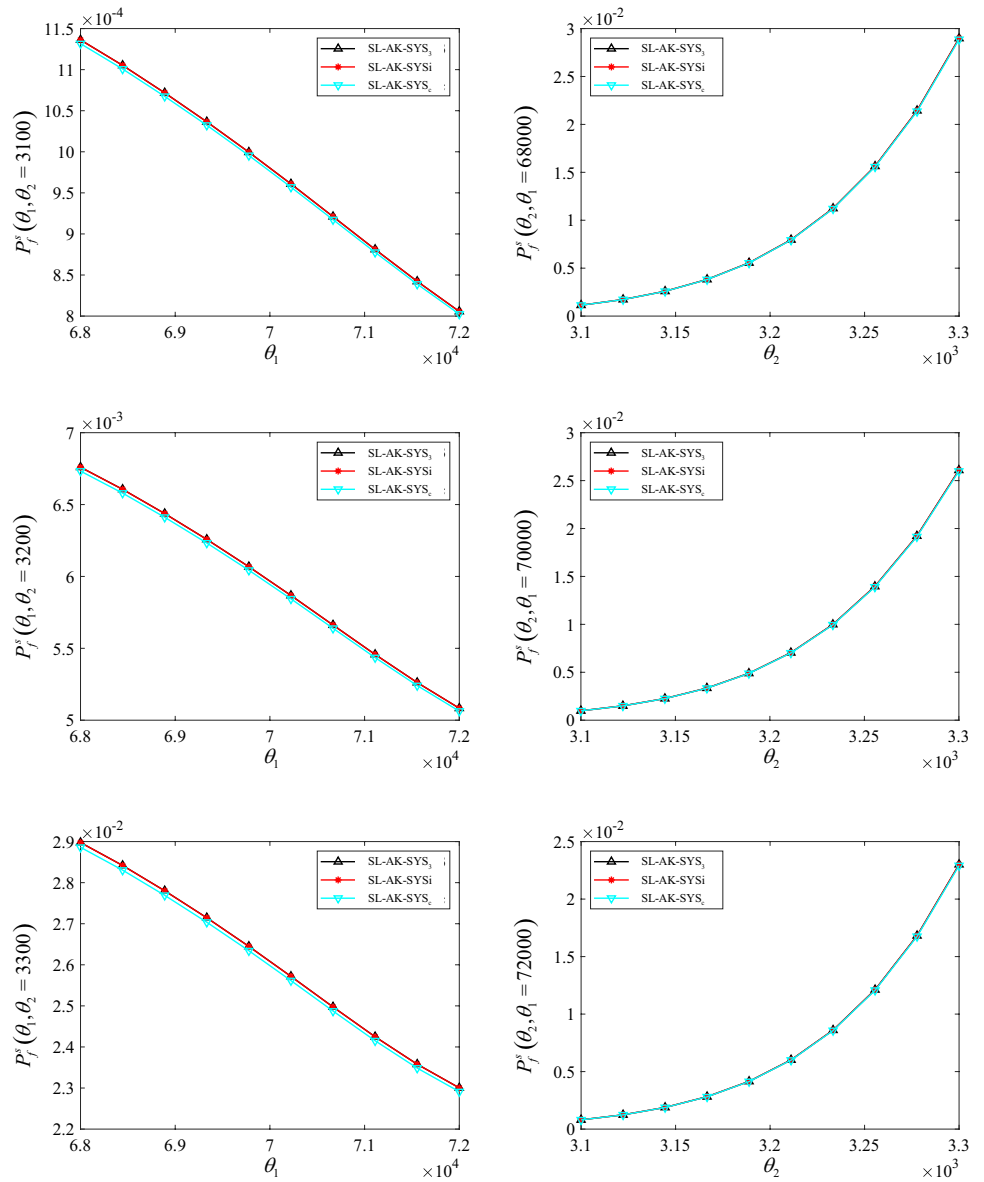 ×10⁻⁴
11.5
11
10.5
10
9.5
9
8.5
8
P_f^s(θ₁, θ₂ = 3100)
SL-AK-SYS₃
SL-AK-SYSi
SL-AK-SYS_c
6.8 6.9 7 7.1 7.2
θ₁
×10⁴
×10⁻²
3
2.5
2
1.5
1
0.5
0
P_f^s(θ₂, θ₁ = 68000)
SL-AK-SYS₃
SL-AK-SYSi
SL-AK-SYS_c
3.1 3.15 3.2 3.25 3.3
θ₂
×10³
×10⁻³
7
6.5
6
5.5
5
P_f^s(θ₁, θ₂ = 3200)
SL-AK-SYS₃
SL-AK-SYSi
SL-AK-SYS_c
6.8 6.9 7 7.1 7.2
θ₁
×10⁴
×10⁻²
3
2.5
2
1.5
1
0.5
0
P_f^s(θ₂, θ₁ = 70000)
SL-AK-SYS₃
SL-AK-SYSi
SL-AK-SYS_c
3.1 3.15 3.2 3.25 3.3
θ₂
×10³
×10⁻²
2.9
2.8
2.7
2.6
2.5
2.4
2.3
2.2
P_f^s(θ₁, θ₂ = 3300)
SL-AK-SYS₃
SL-AK-SYSi
SL-AK-SYS_c
6.8 6.9 7 7.1 7.2
θ₁
×10⁴
×10⁻²
2.5
2
1.5
1
0.5
0
P_f^s(θ₂, θ₁ = 72000)
SL-AK-SYS₃
SL-AK-SYSi
SL-AK-SYS_c
3.1 3.15 3.2 3.25 3.3
θ₂
×10³